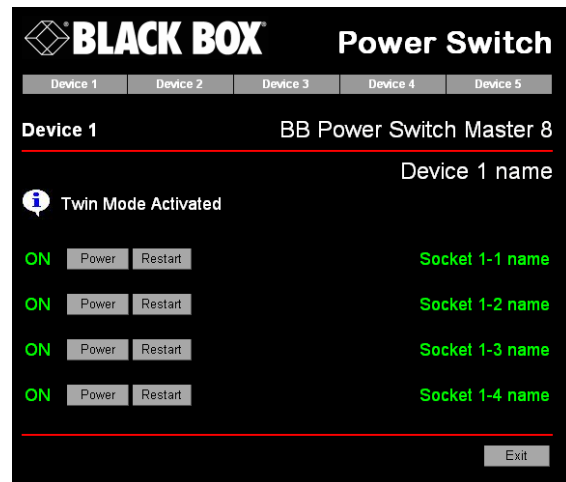 BLACK BOX® Power Switch
Device 1 Device 2 Device 3 Device 4 Device 5
Device 1 BB Power Switch Master 8
Device 1 name
i Twin Mode Activated
ON Power Restart Socket 1-1 name
ON Power Restart Socket 1-2 name
ON Power Restart Socket 1-3 name
ON Power Restart Socket 1-4 name
Exit